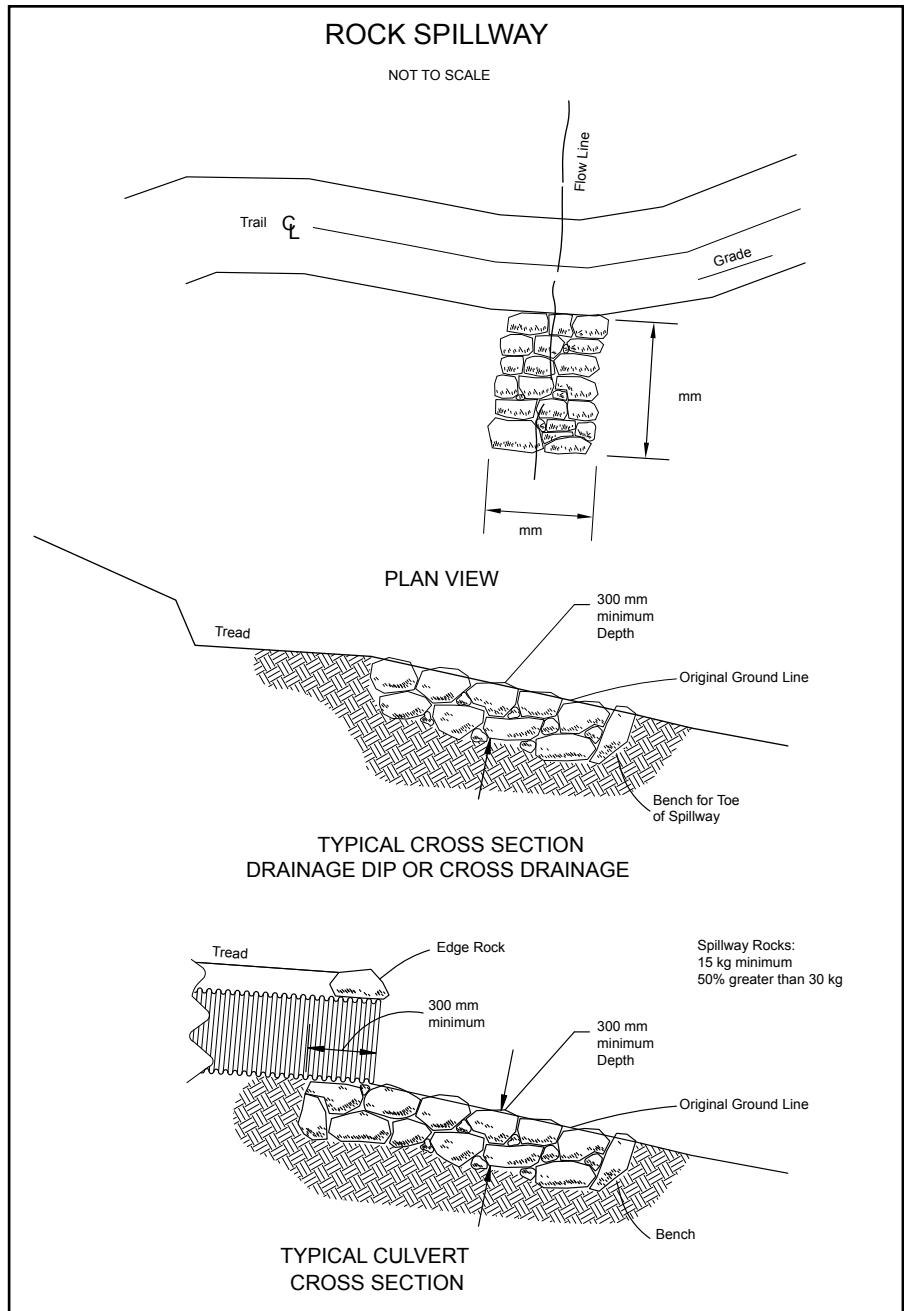 ROCK SPILLWAY
NOT TO SCALE
Flow Line
Trail ℄
Grade
mm
mm
PLAN VIEW
300 mm
minimum
Depth
Tread
Original Ground Line
Bench for Toe
of Spillway
TYPICAL CROSS SECTION
DRAINAGE DIP OR CROSS DRAINAGE
Tread
Edge Rock
Spillway Rocks:
15 kg minimum
50% greater than 30 kg
300 mm
minimum
300 mm
minimum
Depth
Original Ground Line
Bench
TYPICAL CULVERT
CROSS SECTION